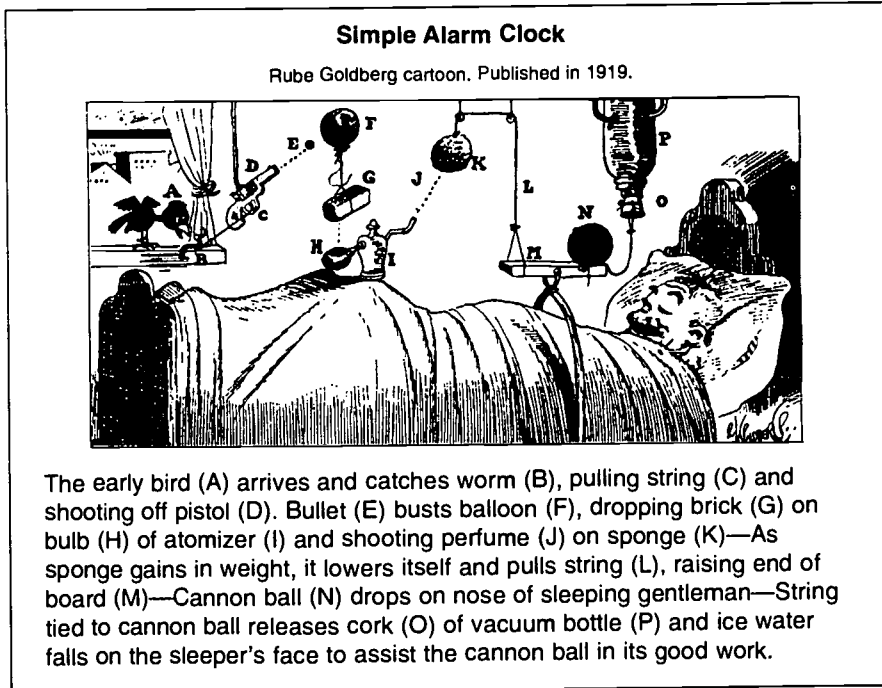 Simple Alarm Clock
Rube Goldberg cartoon. Published in 1919.
E
F
D
A
G
J
K
P
C
L
O
N
B
H
I
M
The early bird (A) arrives and catches worm (B), pulling string (C) and
shooting off pistol (D). Bullet (E) busts balloon (F), dropping brick (G) on
bulb (H) of atomizer (I) and shooting perfume (J) on sponge (K)—As
sponge gains in weight, it lowers itself and pulls string (L), raising end of
board (M)—Cannon ball (N) drops on nose of sleeping gentleman—String
tied to cannon ball releases cork (O) of vacuum bottle (P) and ice water
falls on the sleeper's face to assist the cannon ball in its good work.